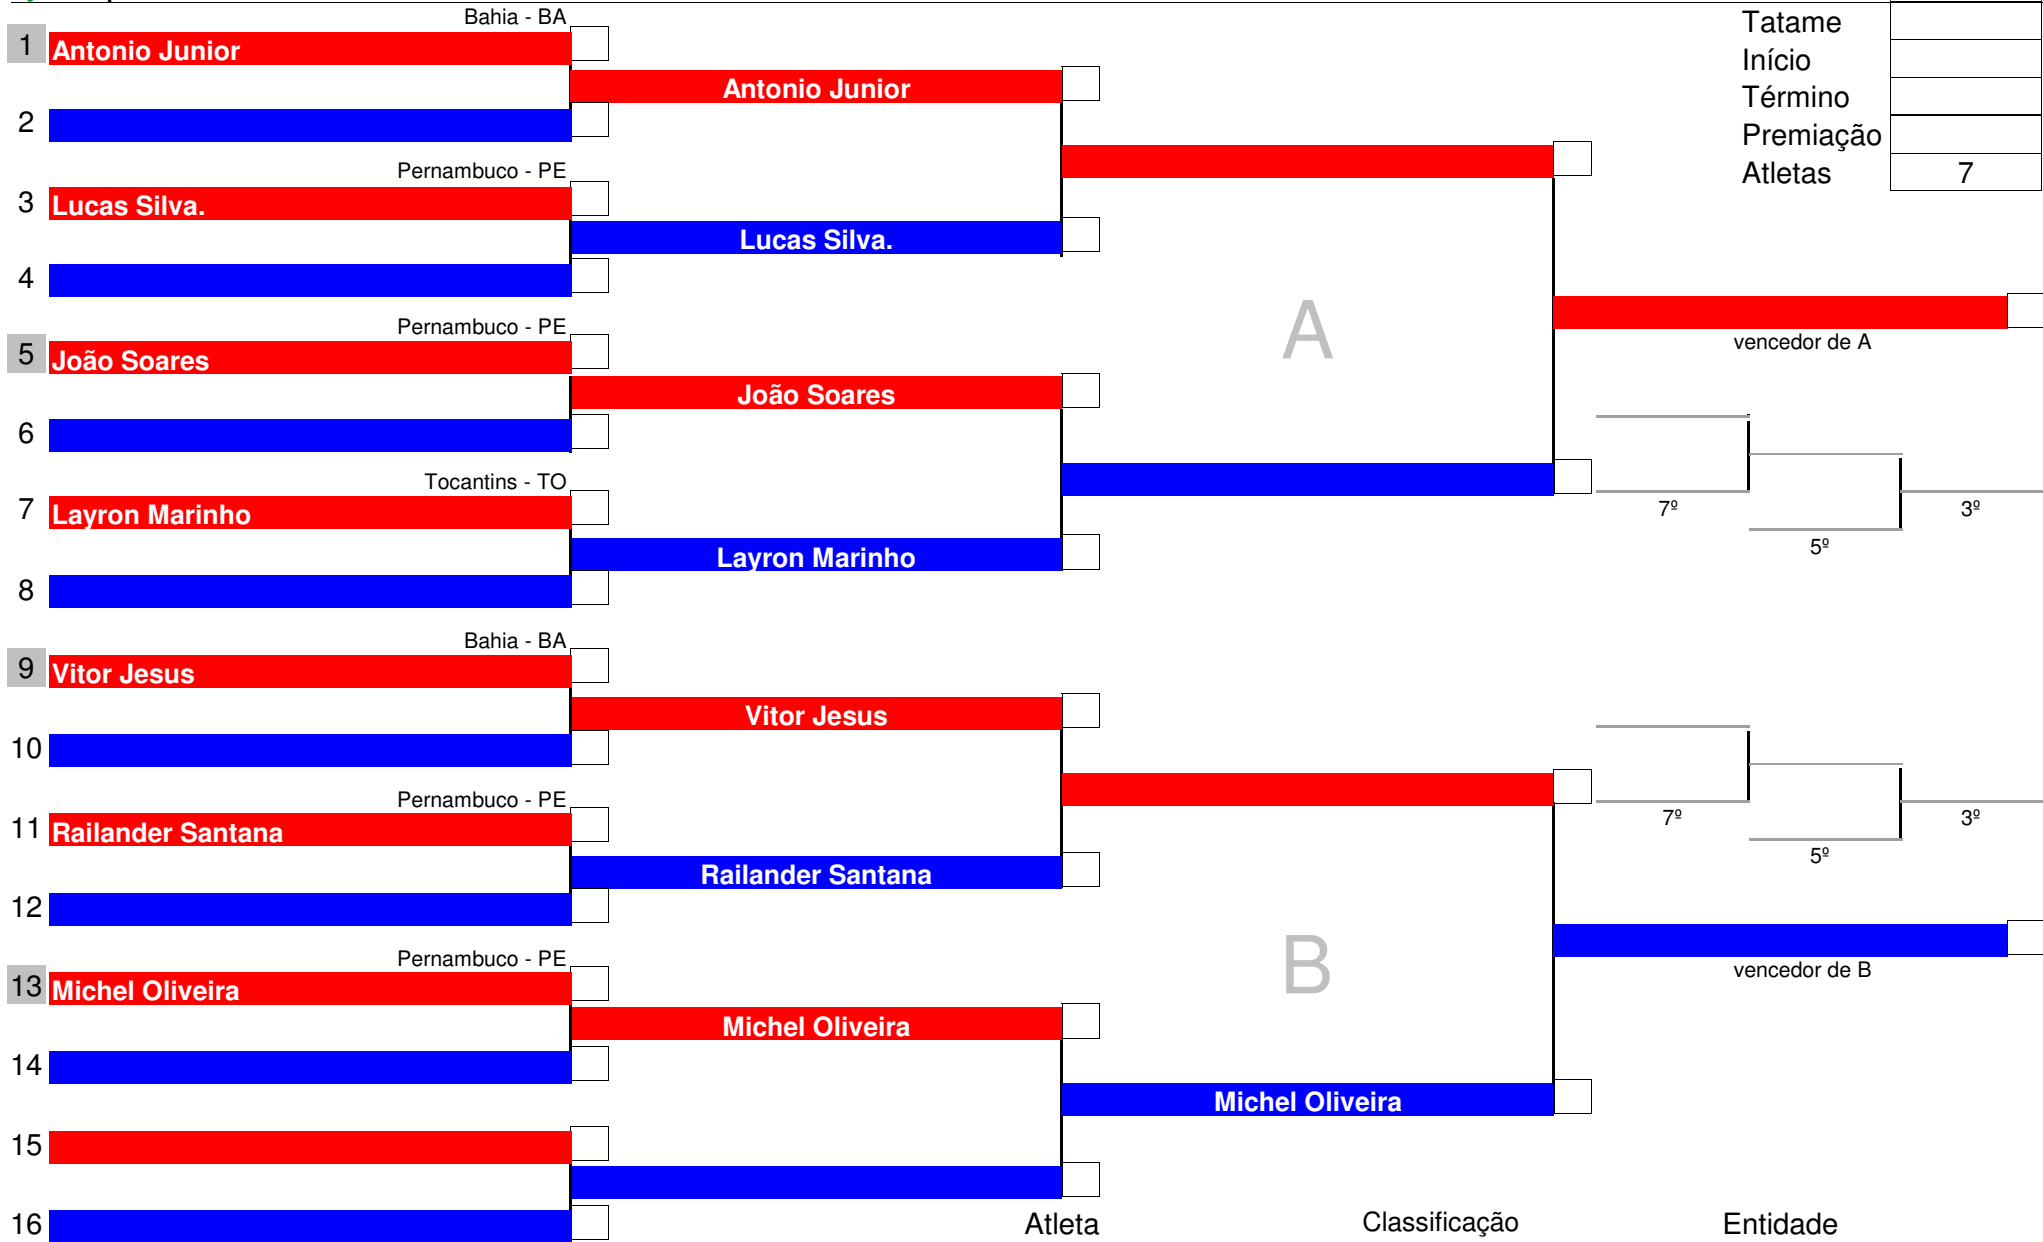 Bahia - BA
1 Antonio Junior
Antonio Junior
2
Pernambuco - PE
3 Lucas Silva.
Lucas Silva.
4
Pernambuco - PE
5 João Soares
João Soares
6
Tocantins - TO
7 Layron Marinho
Layron Marinho
8
Bahia - BA
9 Vitor Jesus
Vitor Jesus
10
Pernambuco - PE
11 Railander Santana
Railander Santana
12
Pernambuco - PE
13 Michel Oliveira
Michel Oliveira
14
Michel Oliveira
15
16
A
B
Tatame
Início
Término
Premiação
Atletas 7
vencedor de A
7º
3º
5º
7º
3º
5º
vencedor de B
Atleta Classificação Entidade